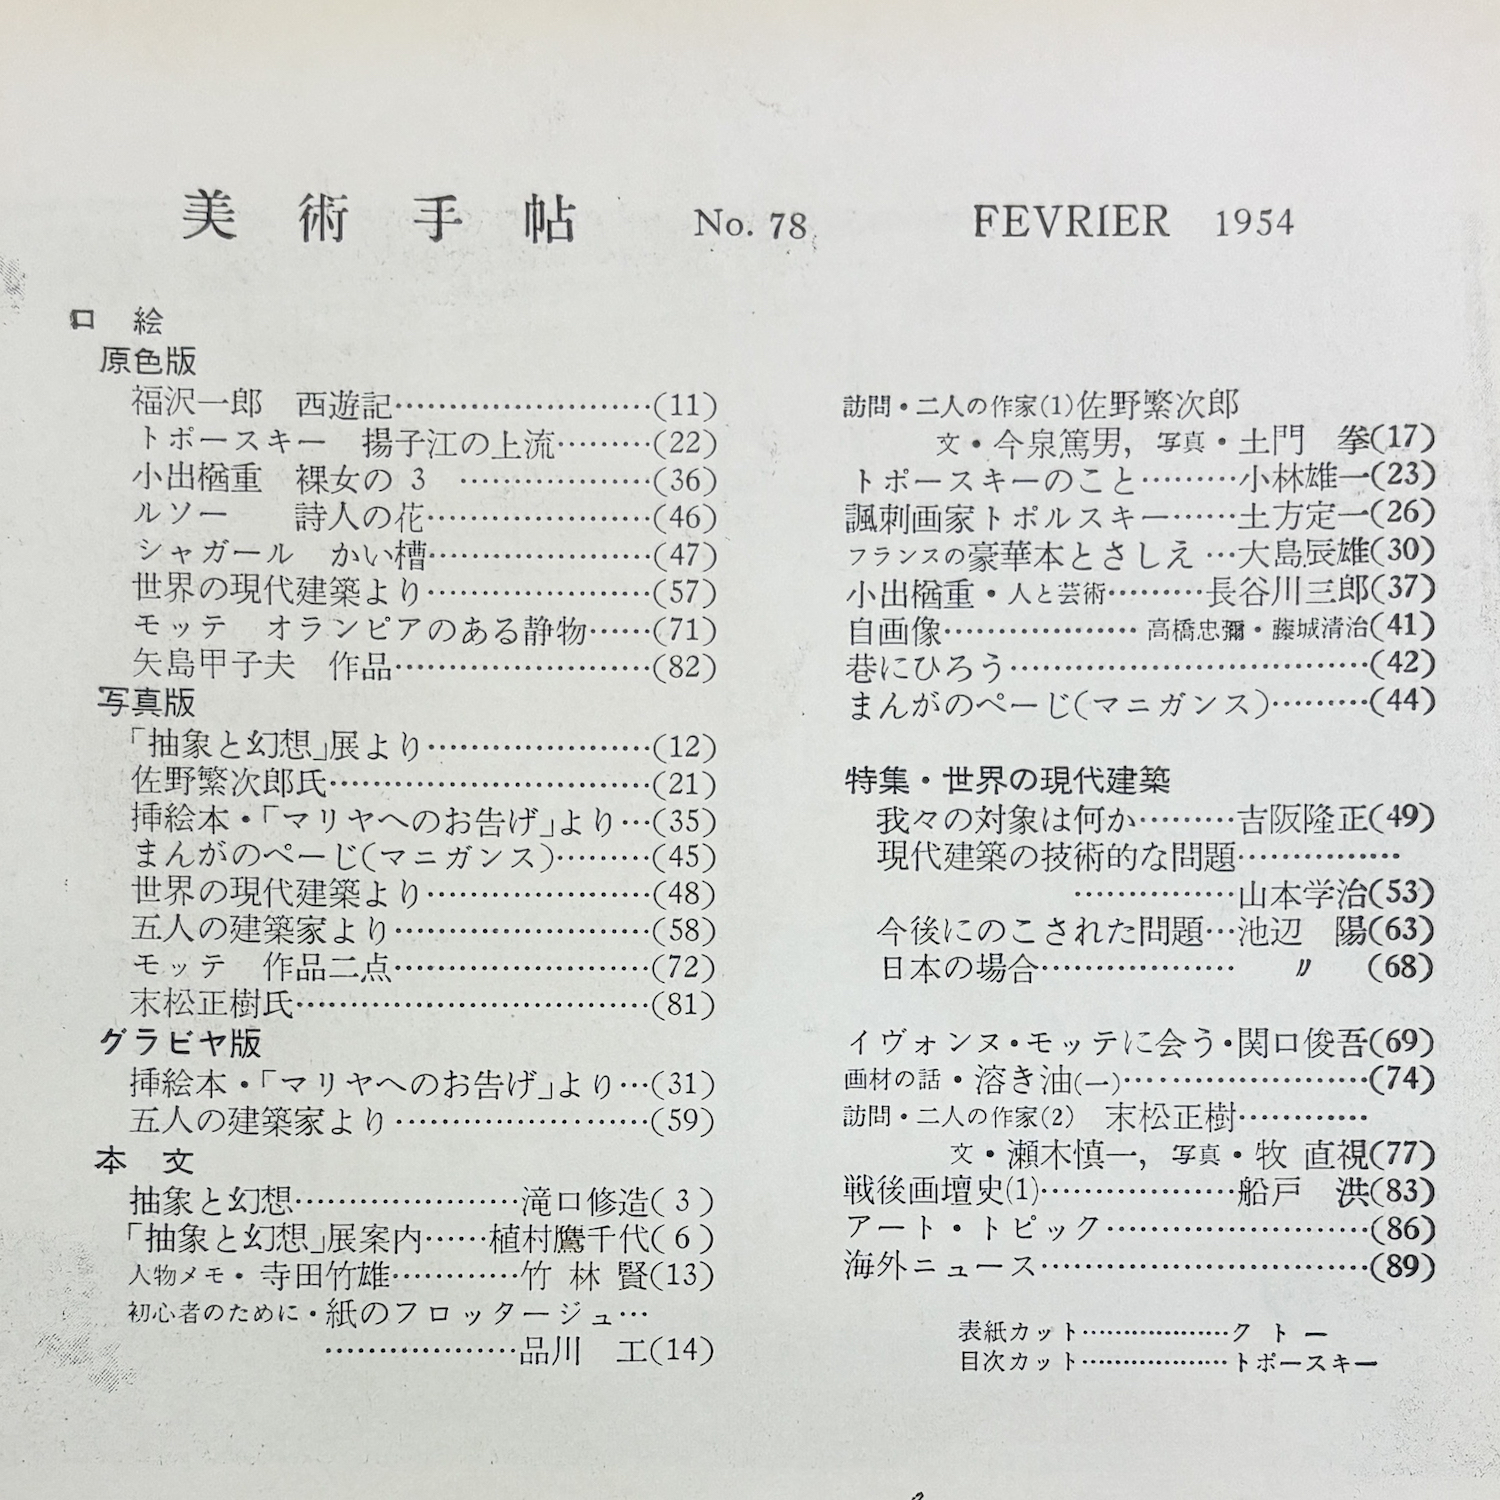 美術手帖 No. 78 FEVRIER 1954
口絵
原色版
福沢一郎 西遊記……………………(11)
トポースキー 揚子江の上流………(22)
小出楢重 裸女の 3 ………………(36)
ルソー 詩人の花…………………(46)
シャガール かい槽…………………(47)
世界の現代建築より…………………(57)
モッテ オランピアのある静物……(71)
矢島甲子夫 作品……………………(82)
写真版
「抽象と幻想」展より…………………(12)
佐野繁次郎氏…………………………(21)
挿絵本・「マリヤへのお告げ」より…(35)
まんがのページ(マニガンス)………(45)
世界の現代建築より…………………(48)
五人の建築家より……………………(58)
モッテ 作品二点……………………(72)
末松正樹氏……………………………(81)
グラビヤ版
挿絵本・「マリヤへのお告げ」より…(31)
五人の建築家より……………………(59)
本文
抽象と幻想…………………滝口修造( 3 )
「抽象と幻想」展案内……植村鷹千代( 6 )
人物メモ・寺田竹雄…………竹林賢(13)
初心者のために・紙のフロッタージュ…
………………品川 工(14)
訪問・二人の作家(1)佐野繁次郎
文・今泉篤男, 写真・土門 拳(17)
トポースキーのこと………小林雄一(23)
諷刺画家トポルスキー……土方定一(26)
フランスの豪華本とさしえ…大島辰雄(30)
小出楢重・人と芸術………長谷川三郎(37)
自画像………………高橋忠彌・藤城清治(41)
巷にひろう……………………………(42)
まんがのページ(マニガンス)………(44)
特集・世界の現代建築
我々の対象は何か………吉阪隆正(49)
現代建築の技術的な問題……………
……………山本学治(53)
今後にのこされた問題…池辺 陽(63)
日本の場合……………… 〃 (68)
イヴォンヌ・モッテに会う・関口俊吾(69)
画材の話・溶き油(一)…………………(74)
訪問・二人の作家(2) 末松正樹…………
文・瀬木慎一, 写真・牧 直視(77)
戦後画壇史(1)………………船戸 洪(83)
アート・トピック……………………(86)
海外ニュース…………………………(89)
表紙カット………………クトー
目次カット………………トポースキー